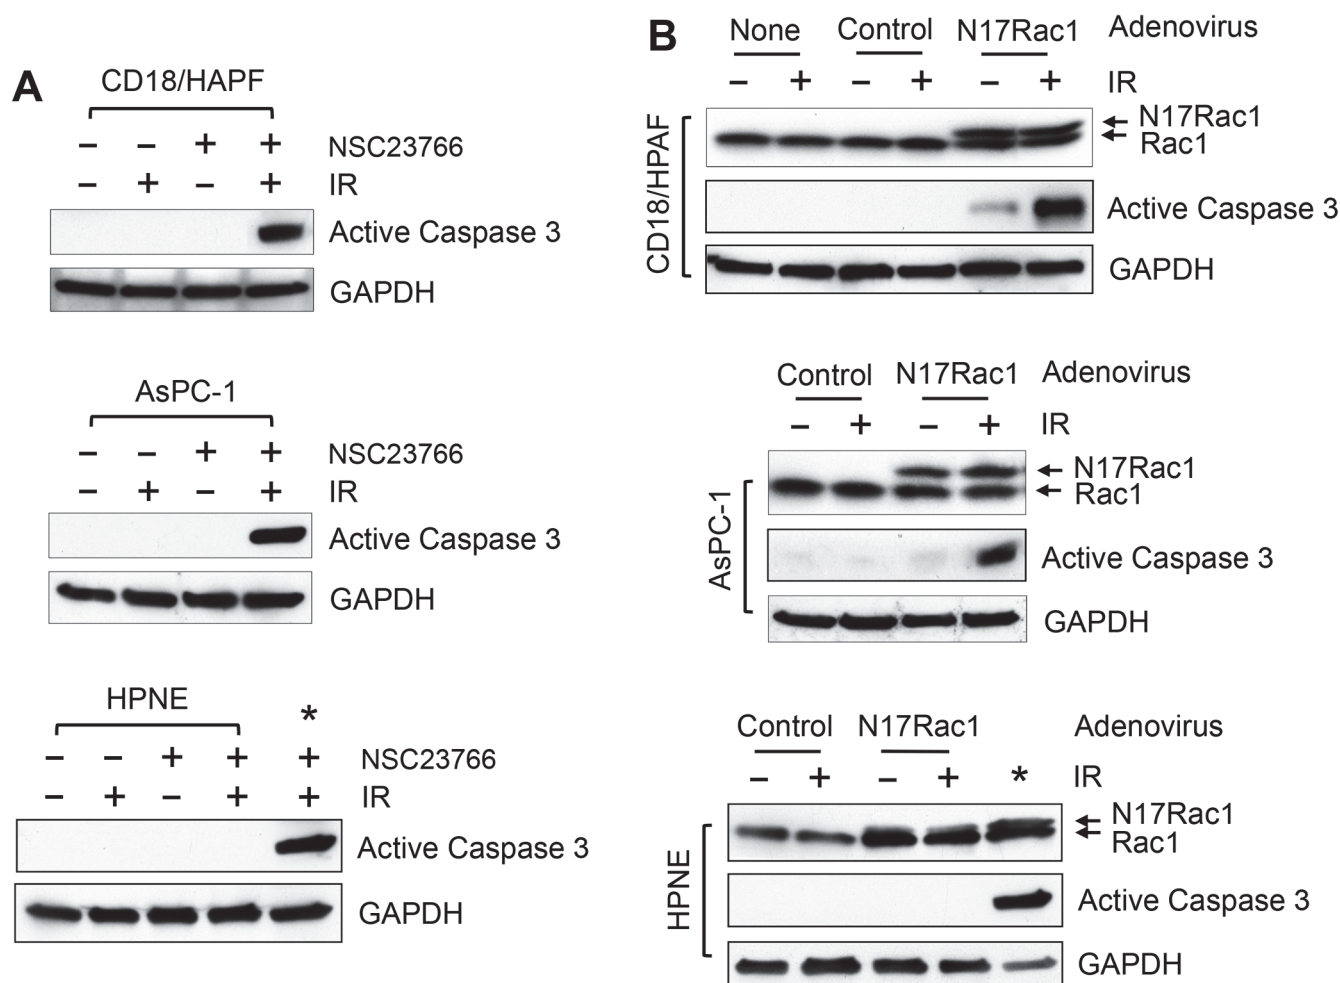 A
CD18/HAPF
– – + + NSC23766
– + – + IR
Active Caspase 3
GAPDH
AsPC-1
– – + + NSC23766
– + – + IR
Active Caspase 3
GAPDH
HPNE *
– – + + + NSC23766
– + – + + IR
Active Caspase 3
GAPDH
B
None Control N17Rac1 Adenovirus
– + – + – + IR
CD18/HPAF
N17Rac1
Rac1
Active Caspase 3
GAPDH
Control N17Rac1 Adenovirus
– + – + IR
AsPC-1
N17Rac1
Rac1
Active Caspase 3
GAPDH
Control N17Rac1 Adenovirus
– + – + * IR
HPNE
N17Rac1
Rac1
Active Caspase 3
GAPDH